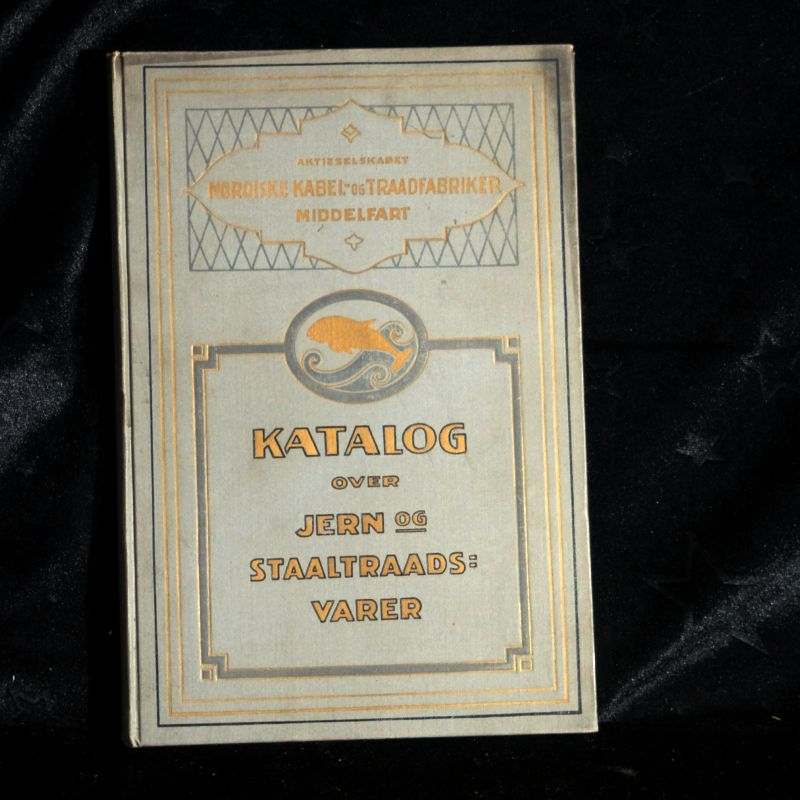 AKTIESELSKABET
NORDISKE KABEL- OG TRAADFABRIKER
MIDDELFART
KATALOG
OVER
JERN OG
STAALTRAADS=
VARER